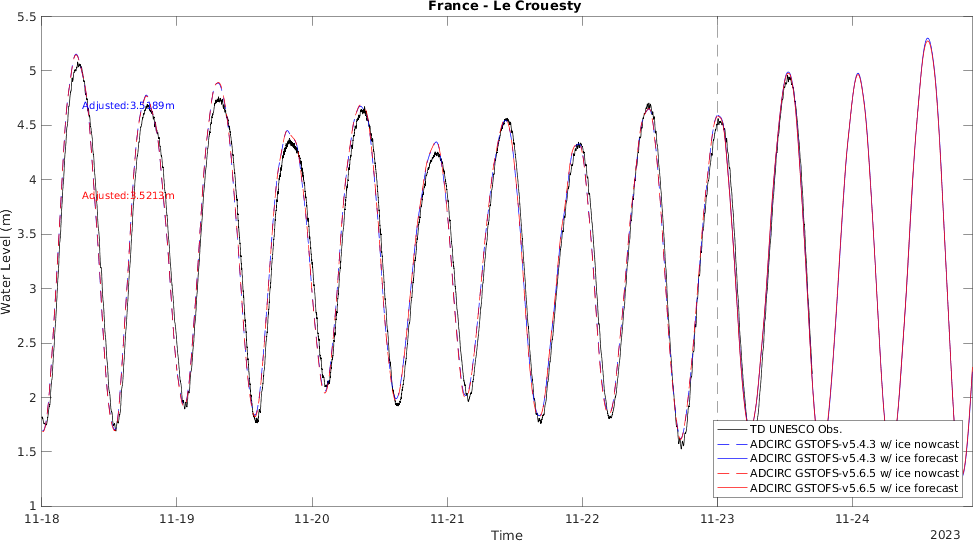 France - Le Crouesty
5.5
5
4.5
4
3.5
3
2.5
2
1.5
1
Water Level (m)
Adjusted:3.5189m
Adjusted:3.5213m
TD UNESCO Obs.
ADCIRC GSTOFS-v5.4.3 w/ ice nowcast
ADCIRC GSTOFS-v5.4.3 w/ ice forecast
ADCIRC GSTOFS-v5.6.5 w/ ice nowcast
ADCIRC GSTOFS-v5.6.5 w/ ice forecast
11-18
11-19
11-20
11-21
11-22
11-23
11-24
Time
2023